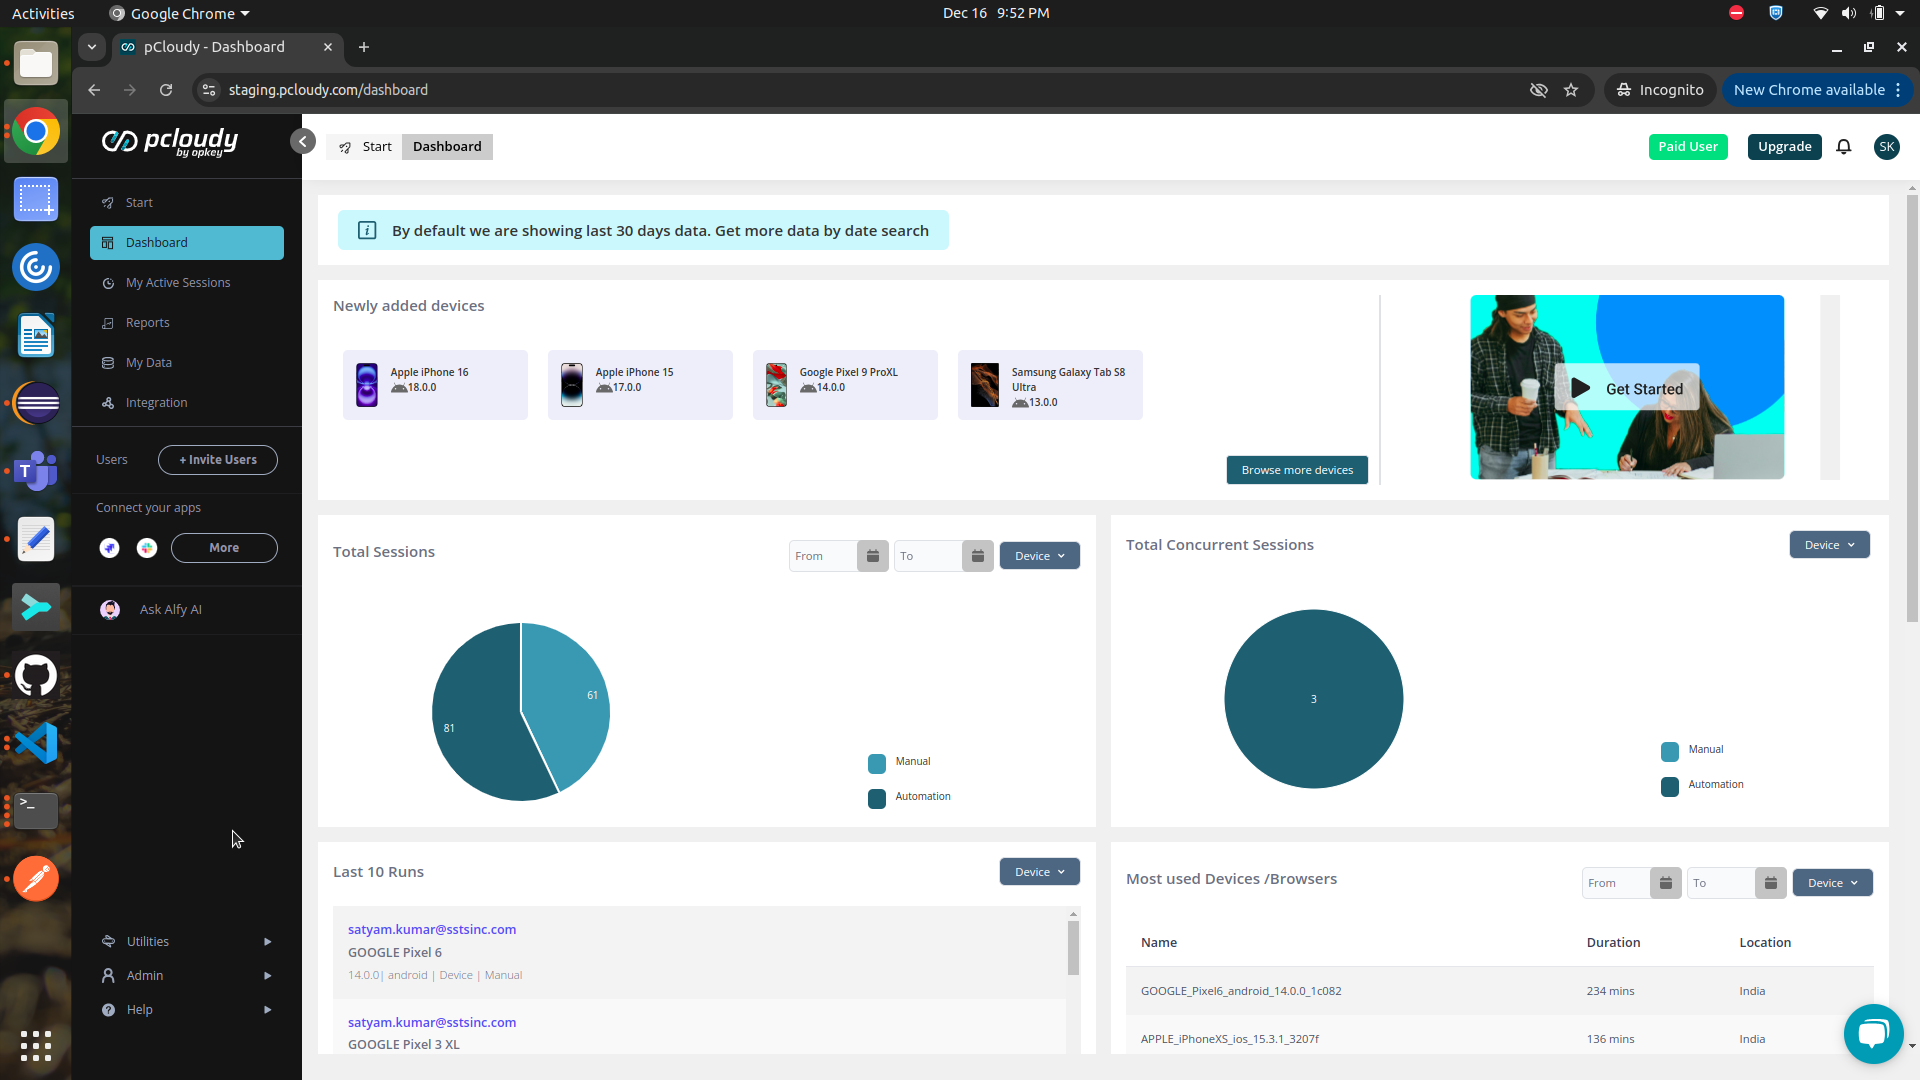 Activities
Google Chrome
Dec 16 9:52 PM
pCloudy - Dashboard
staging.pcloudy.com/dashboard
Incognito
New Chrome available
pcloudy
by opkey
Start
Dashboard
Paid User
Upgrade
SK
Start
Dashboard
My Active Sessions
Reports
My Data
Integration
Users
+ Invite Users
Connect your apps
More
Ask Alfy AI
Utilities
Admin
Help
By default we are showing last 30 days data. Get more data by date search
Newly added devices
Apple iPhone 16
18.0.0
Apple iPhone 15
17.0.0
Google Pixel 9 ProXL
14.0.0
Samsung Galaxy Tab S8
Ultra
13.0.0
Browse more devices
Get Started
Total Sessions
From
To
Device
61
81
Manual
Automation
Total Concurrent Sessions
Device
3
Manual
Automation
Last 10 Runs
Device
satyam.kumar@sstsinc.com
GOOGLE Pixel 6
14.0.0| android | Device | Manual
satyam.kumar@sstsinc.com
GOOGLE Pixel 3 XL
Most used Devices /Browsers
From
To
Device
Name Duration Location
GOOGLE_Pixel6_android_14.0.0_1c082 234 mins India
APPLE_iPhoneXS_ios_15.3.1_3207f 136 mins India